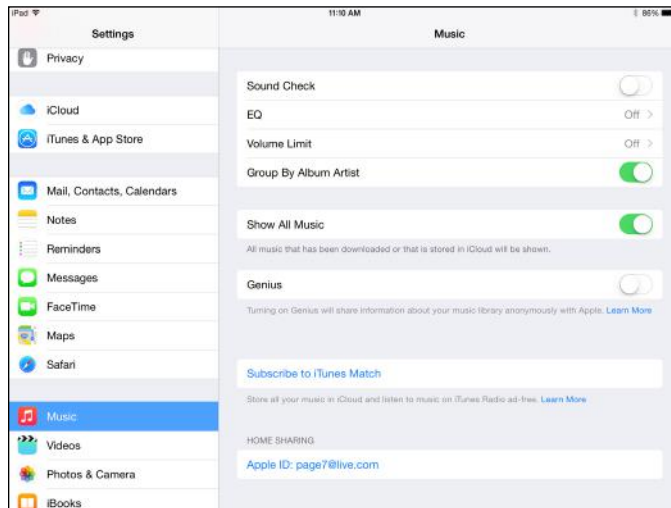 iPad
11:10 AM
86%
Settings
Music
Privacy
iCloud
iTunes & App Store
Mail, Contacts, Calendars
Notes
Reminders
Messages
FaceTime
Maps
Safari
Music
Videos
Photos & Camera
iBooks
Sound Check
EQ Off
Volume Limit Off
Group By Album Artist
Show All Music
All music that has been downloaded or that is stored in iCloud will be shown.
Genius
Turning on Genius will share information about your music library anonymously with Apple. Learn More
Subscribe to iTunes Match
Store all your music in iCloud and listen to music on iTunes Radio ad-free. Learn More
HOME SHARING
Apple ID: page7@live.com